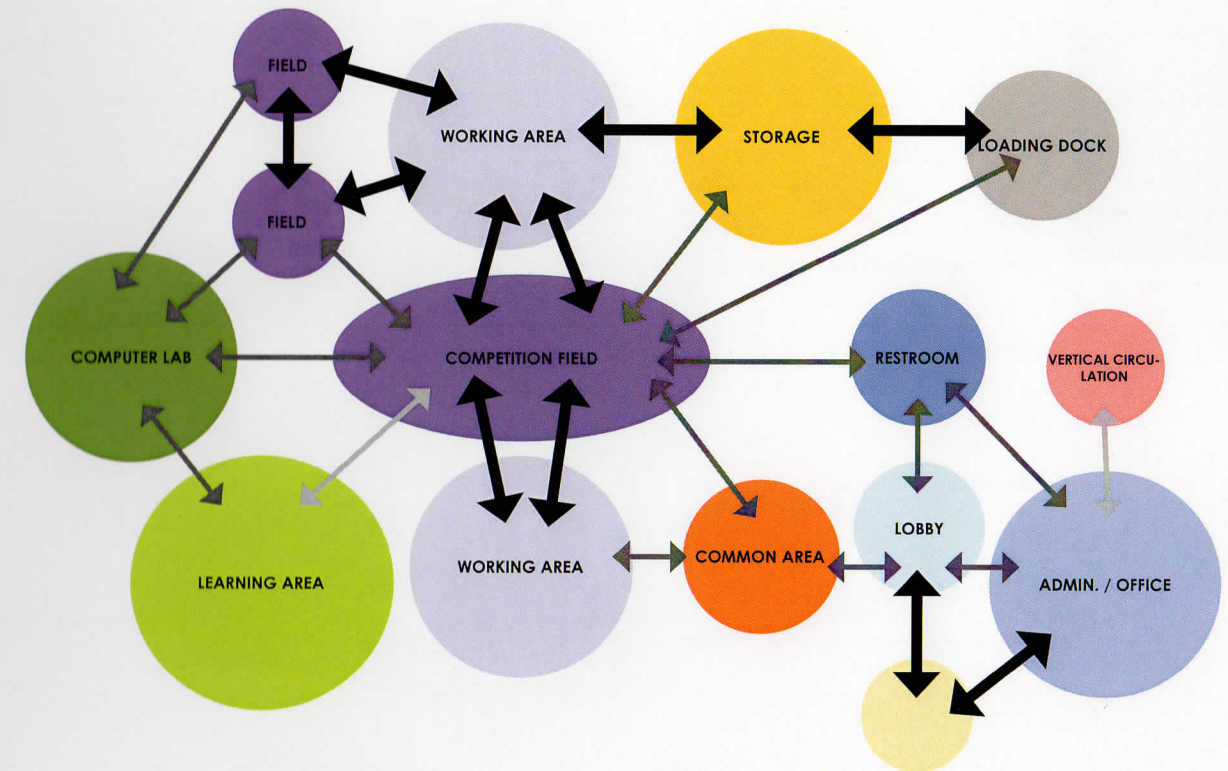 FIELD
WORKING AREA
STORAGE
LOADING DOCK
FIELD
COMPUTER LAB
COMPETITION FIELD
RESTROOM
VERTICAL CIRCU-
LATION
LEARNING AREA
WORKING AREA
COMMON AREA
LOBBY
ADMIN. / OFFICE